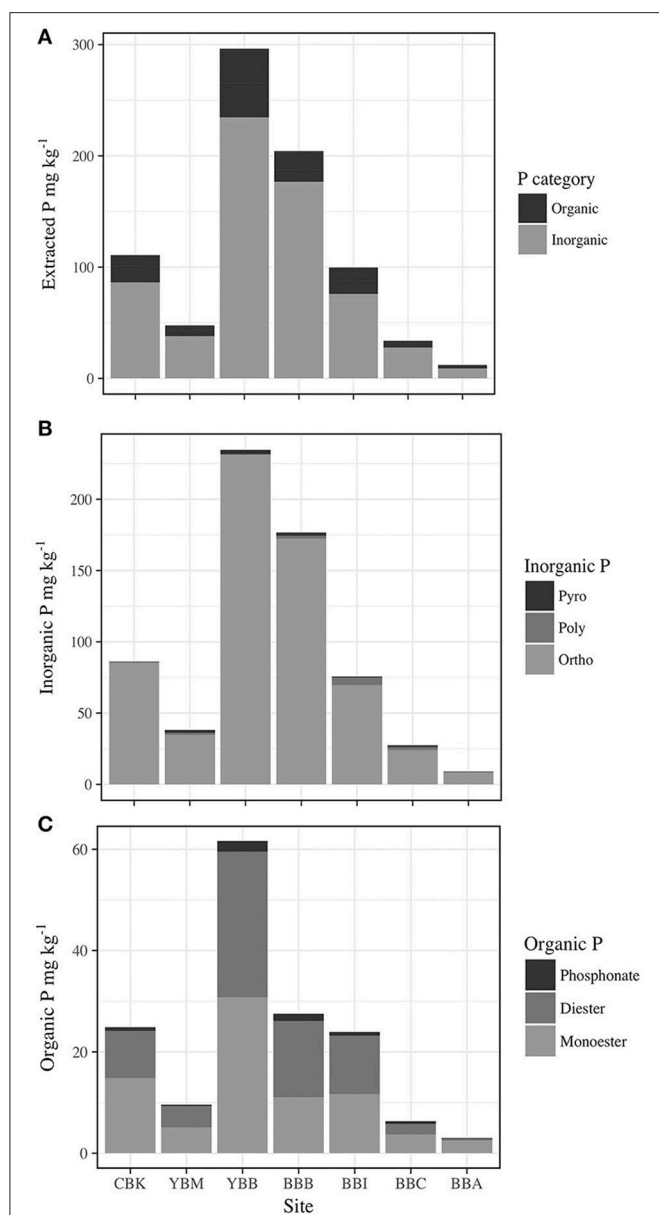 A
300
200
100
0
Extracted P mg kg⁻¹
P category
Organic
Inorganic
B
200
150
100
50
0
Inorganic P mg kg⁻¹
Inorganic P
Pyro
Poly
Ortho
C
60
40
20
0
Organic P mg kg⁻¹
Organic P
Phosphonate
Diester
Monoester
CBK YBM YBB BBB BBI BBC BBA
Site